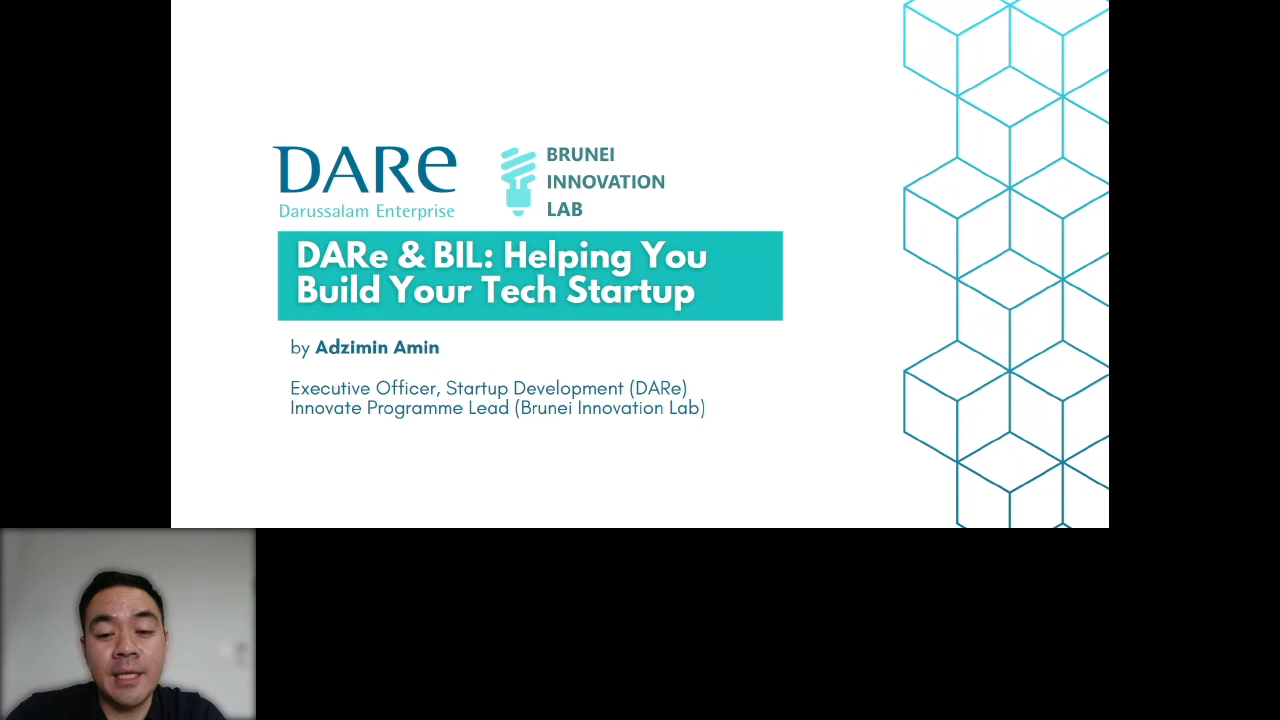 DARe
Darussalam Enterprise
BRUNEI
INNOVATION
LAB
DARe & BIL: Helping You
Build Your Tech Startup
by Adzimin Amin
Executive Officer, Startup Development (DARe)
Innovate Programme Lead (Brunei Innovation Lab)